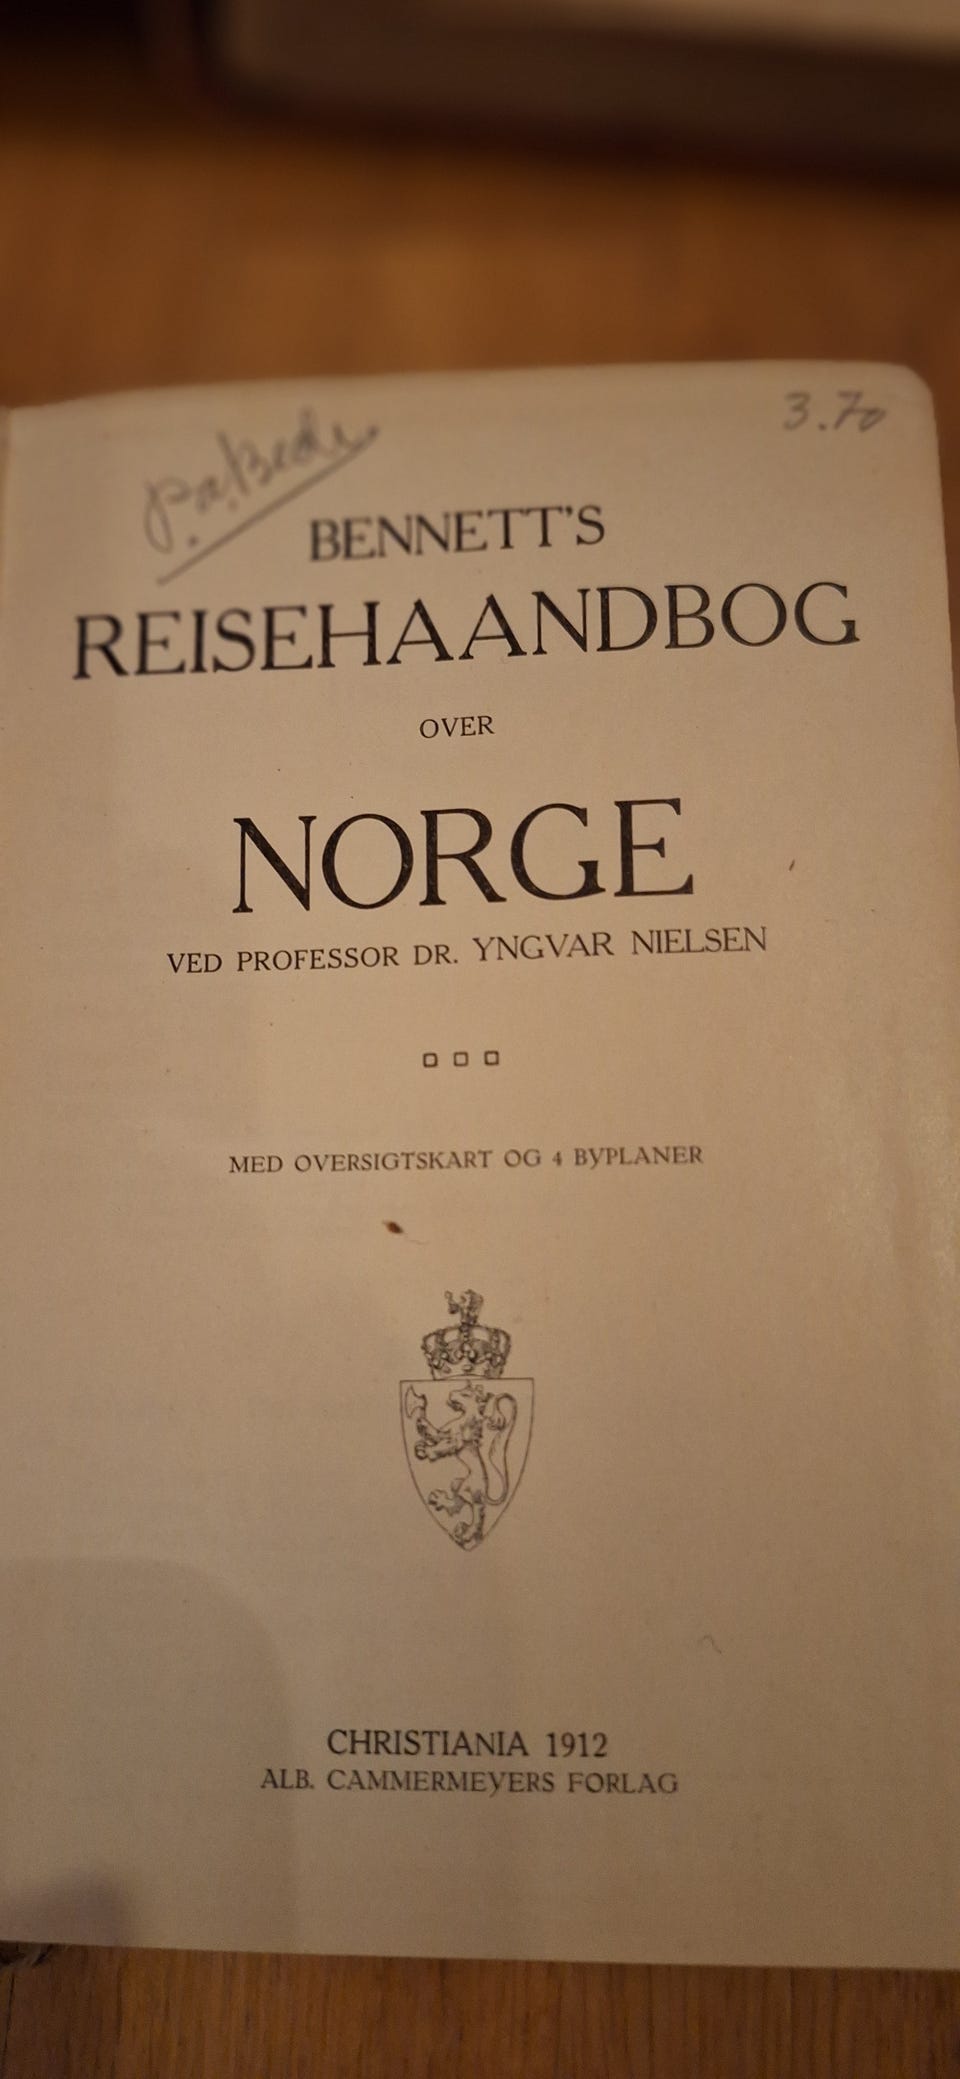 3.70
BENNETT'S
REISEHAANDBOG
OVER
NORGE
VED PROFESSOR DR. YNGVAR NIELSEN
MED OVERSIGTSKART OG 4 BYPLANER
CHRISTIANIA 1912
ALB. CAMMERMEYERS FORLAG